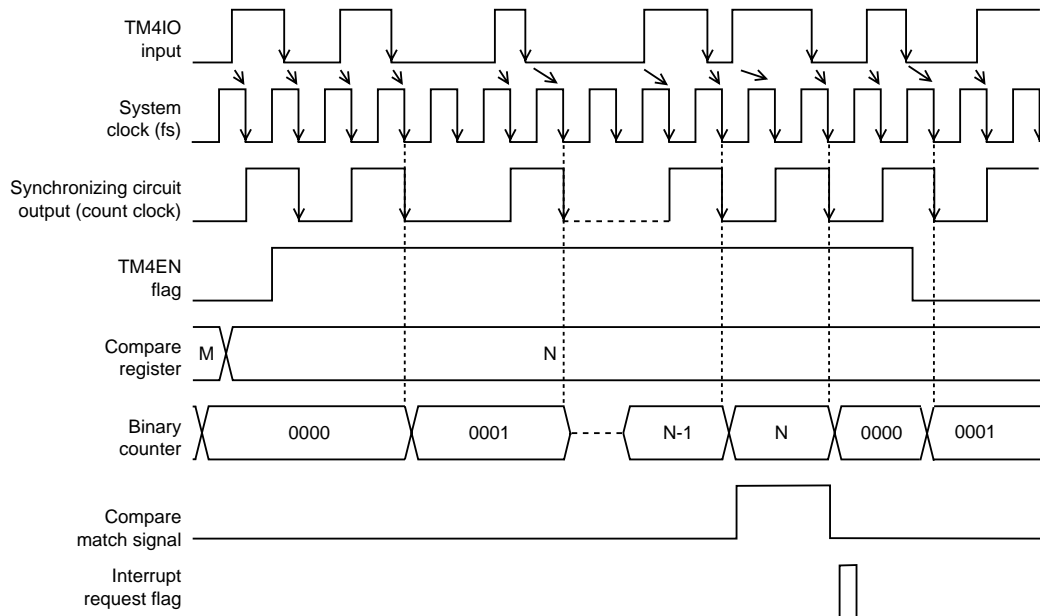 TM4IO
input
System
clock (fs)
Synchronizing circuit
output (count clock)
TM4EN
flag
Compare
register
M
N
Binary
counter
0000
0001
N-1
N
0000
0001
Compare
match signal
Interrupt
request flag